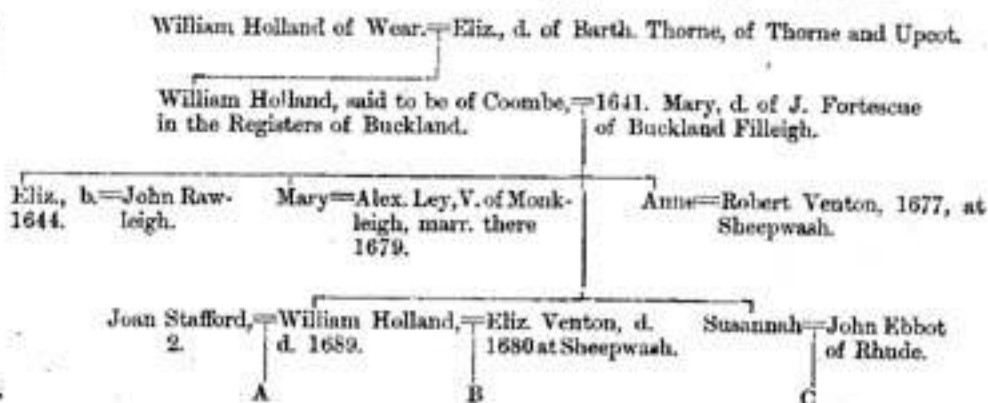 William Holland of Wear.=Eliz., d. of Barth. Thorne, of Thorne and Upcot.
William Holland, said to be of Coombe,=1641. Mary, d. of J. Fortescue
in the Registers of Buckland. of Buckland Filleigh.
Eliz., b.=John Raw- Mary=Alex. Ley, V. of Monk- Anne=Robert Venton, 1677, at
1644. leigh. leigh, marr. there Sheepwash.
1679.
Joan Stafford,=William Holland,=Eliz. Venton, d. Susannah=John Ebbot
2. d. 1689. 1680 at Sheepwash. of Rhude.
A B C